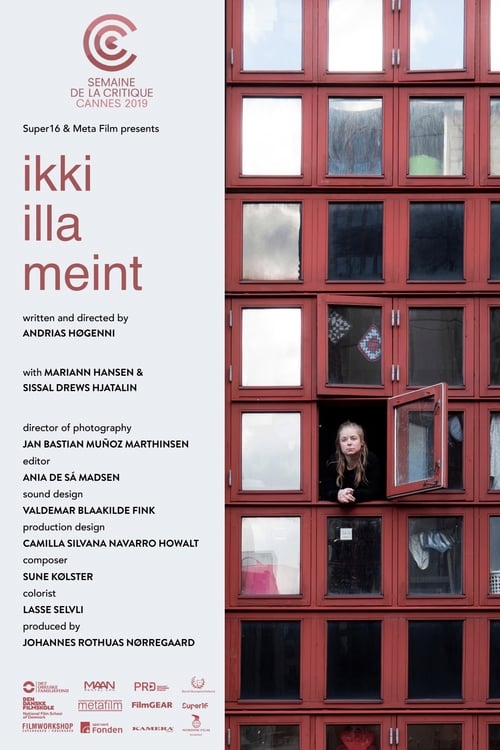 SEMAINE
DE LA CRITIQUE
CANNES 2019
Super16 & Meta Film presents
ikki
illa
meint
written and directed by
ANDRIAS HØGENNI
with MARIANN HANSEN &
SISSAL DREWS HJATALIN
director of photography
JAN BASTIAN MUÑOZ MARTHINSEN
editor
ANIA DE SÁ MADSEN
sound design
VALDEMAR BLAAKILDE FINK
production design
CAMILLA SILVANA NAVARRO HOWALT
composer
SUNE KØLSTER
colorist
LASSE SELVLI
produced by
JOHANNES ROTHUAS NØRREGAARD
MAAN
PRD
DEN
DANSKE
FILMSKOLE
National Film School
of Denmark
metafilm
FilmGEAR
Super16
FILMWORKSHOP
Fonden
KAMERA
NORDISK FILM